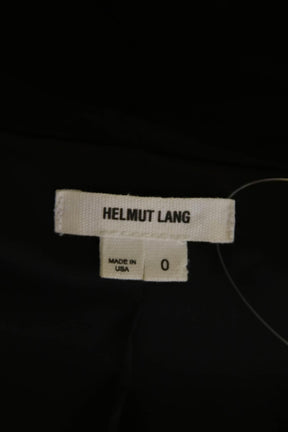 HELMUT LANG
MADE IN
USA
0